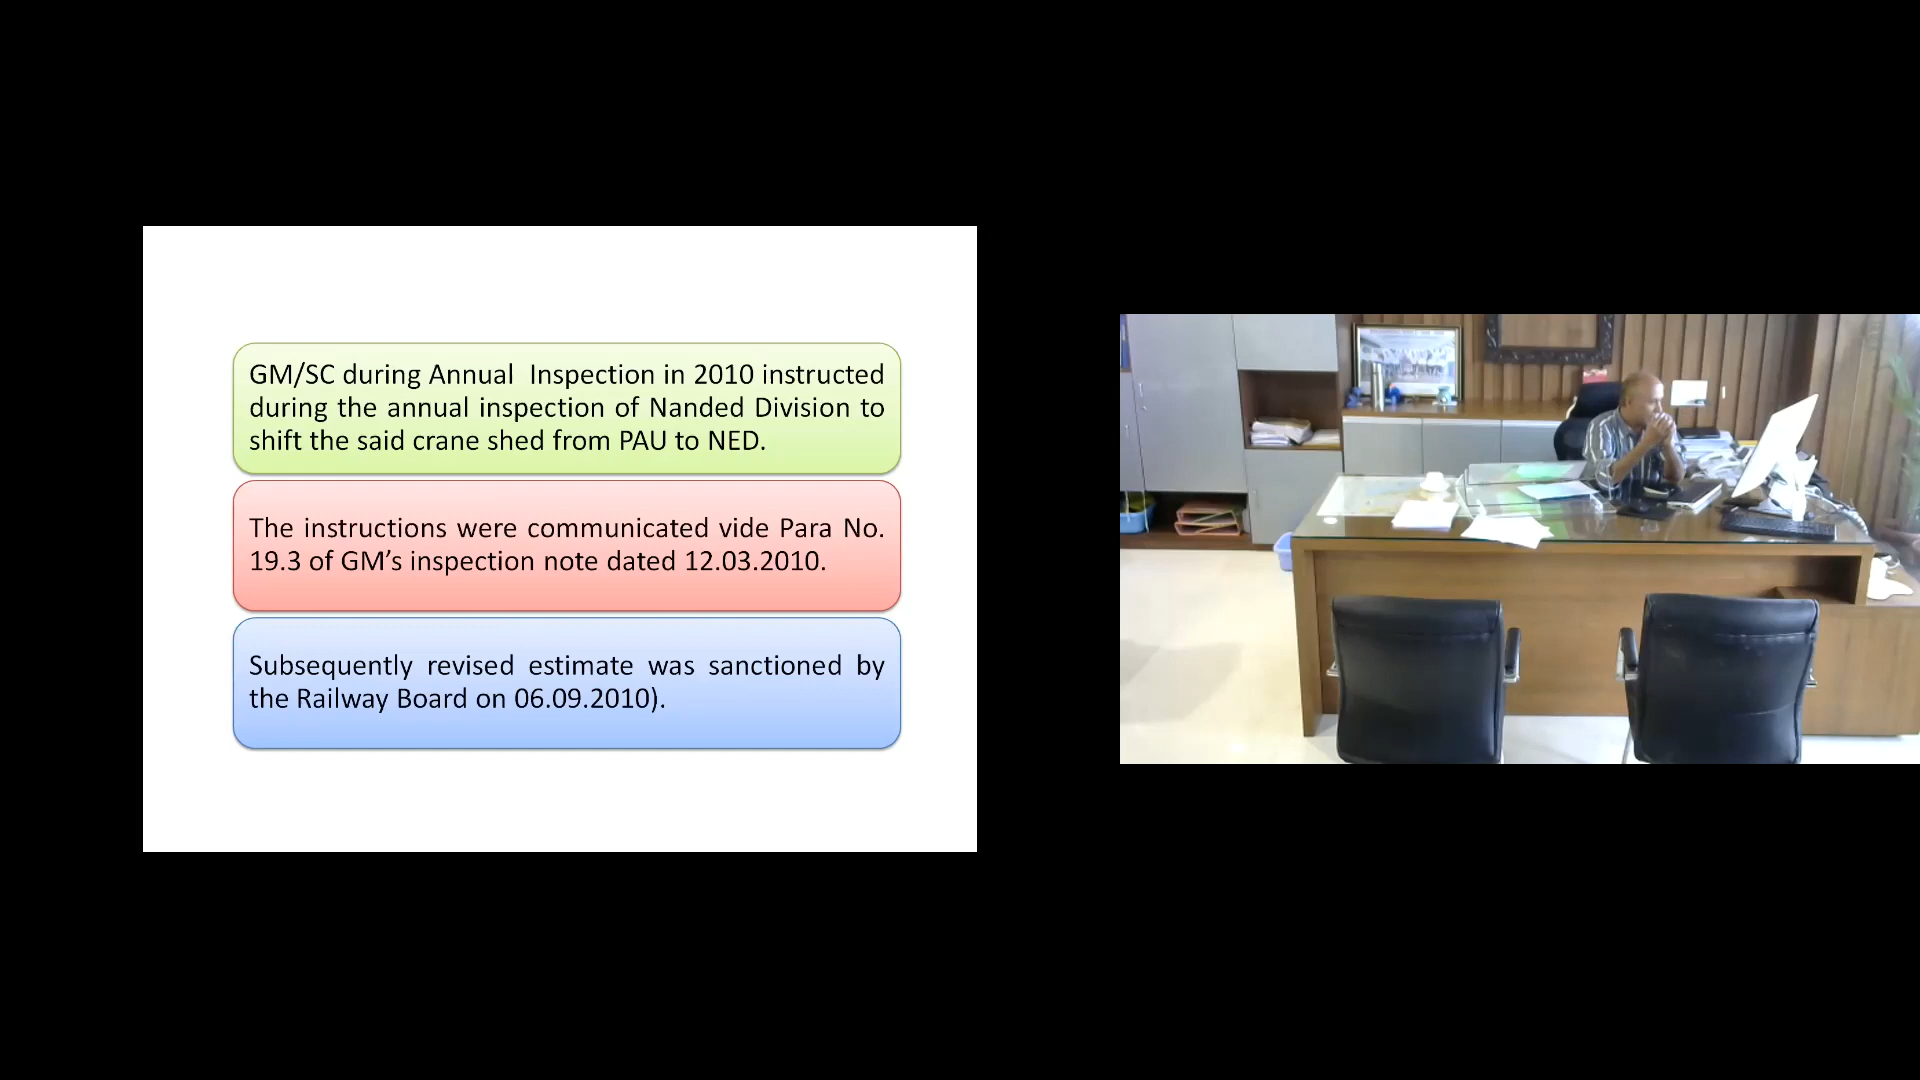 GM/SC during Annual  Inspection in 2010 instructed
during the annual inspection of Nanded Division to
shift the said crane shed from PAU to NED.
The instructions were communicated vide Para No.
19.3 of GM’s inspection note dated 12.03.2010.
Subsequently revised estimate was sanctioned by
the Railway Board on 06.09.2010).